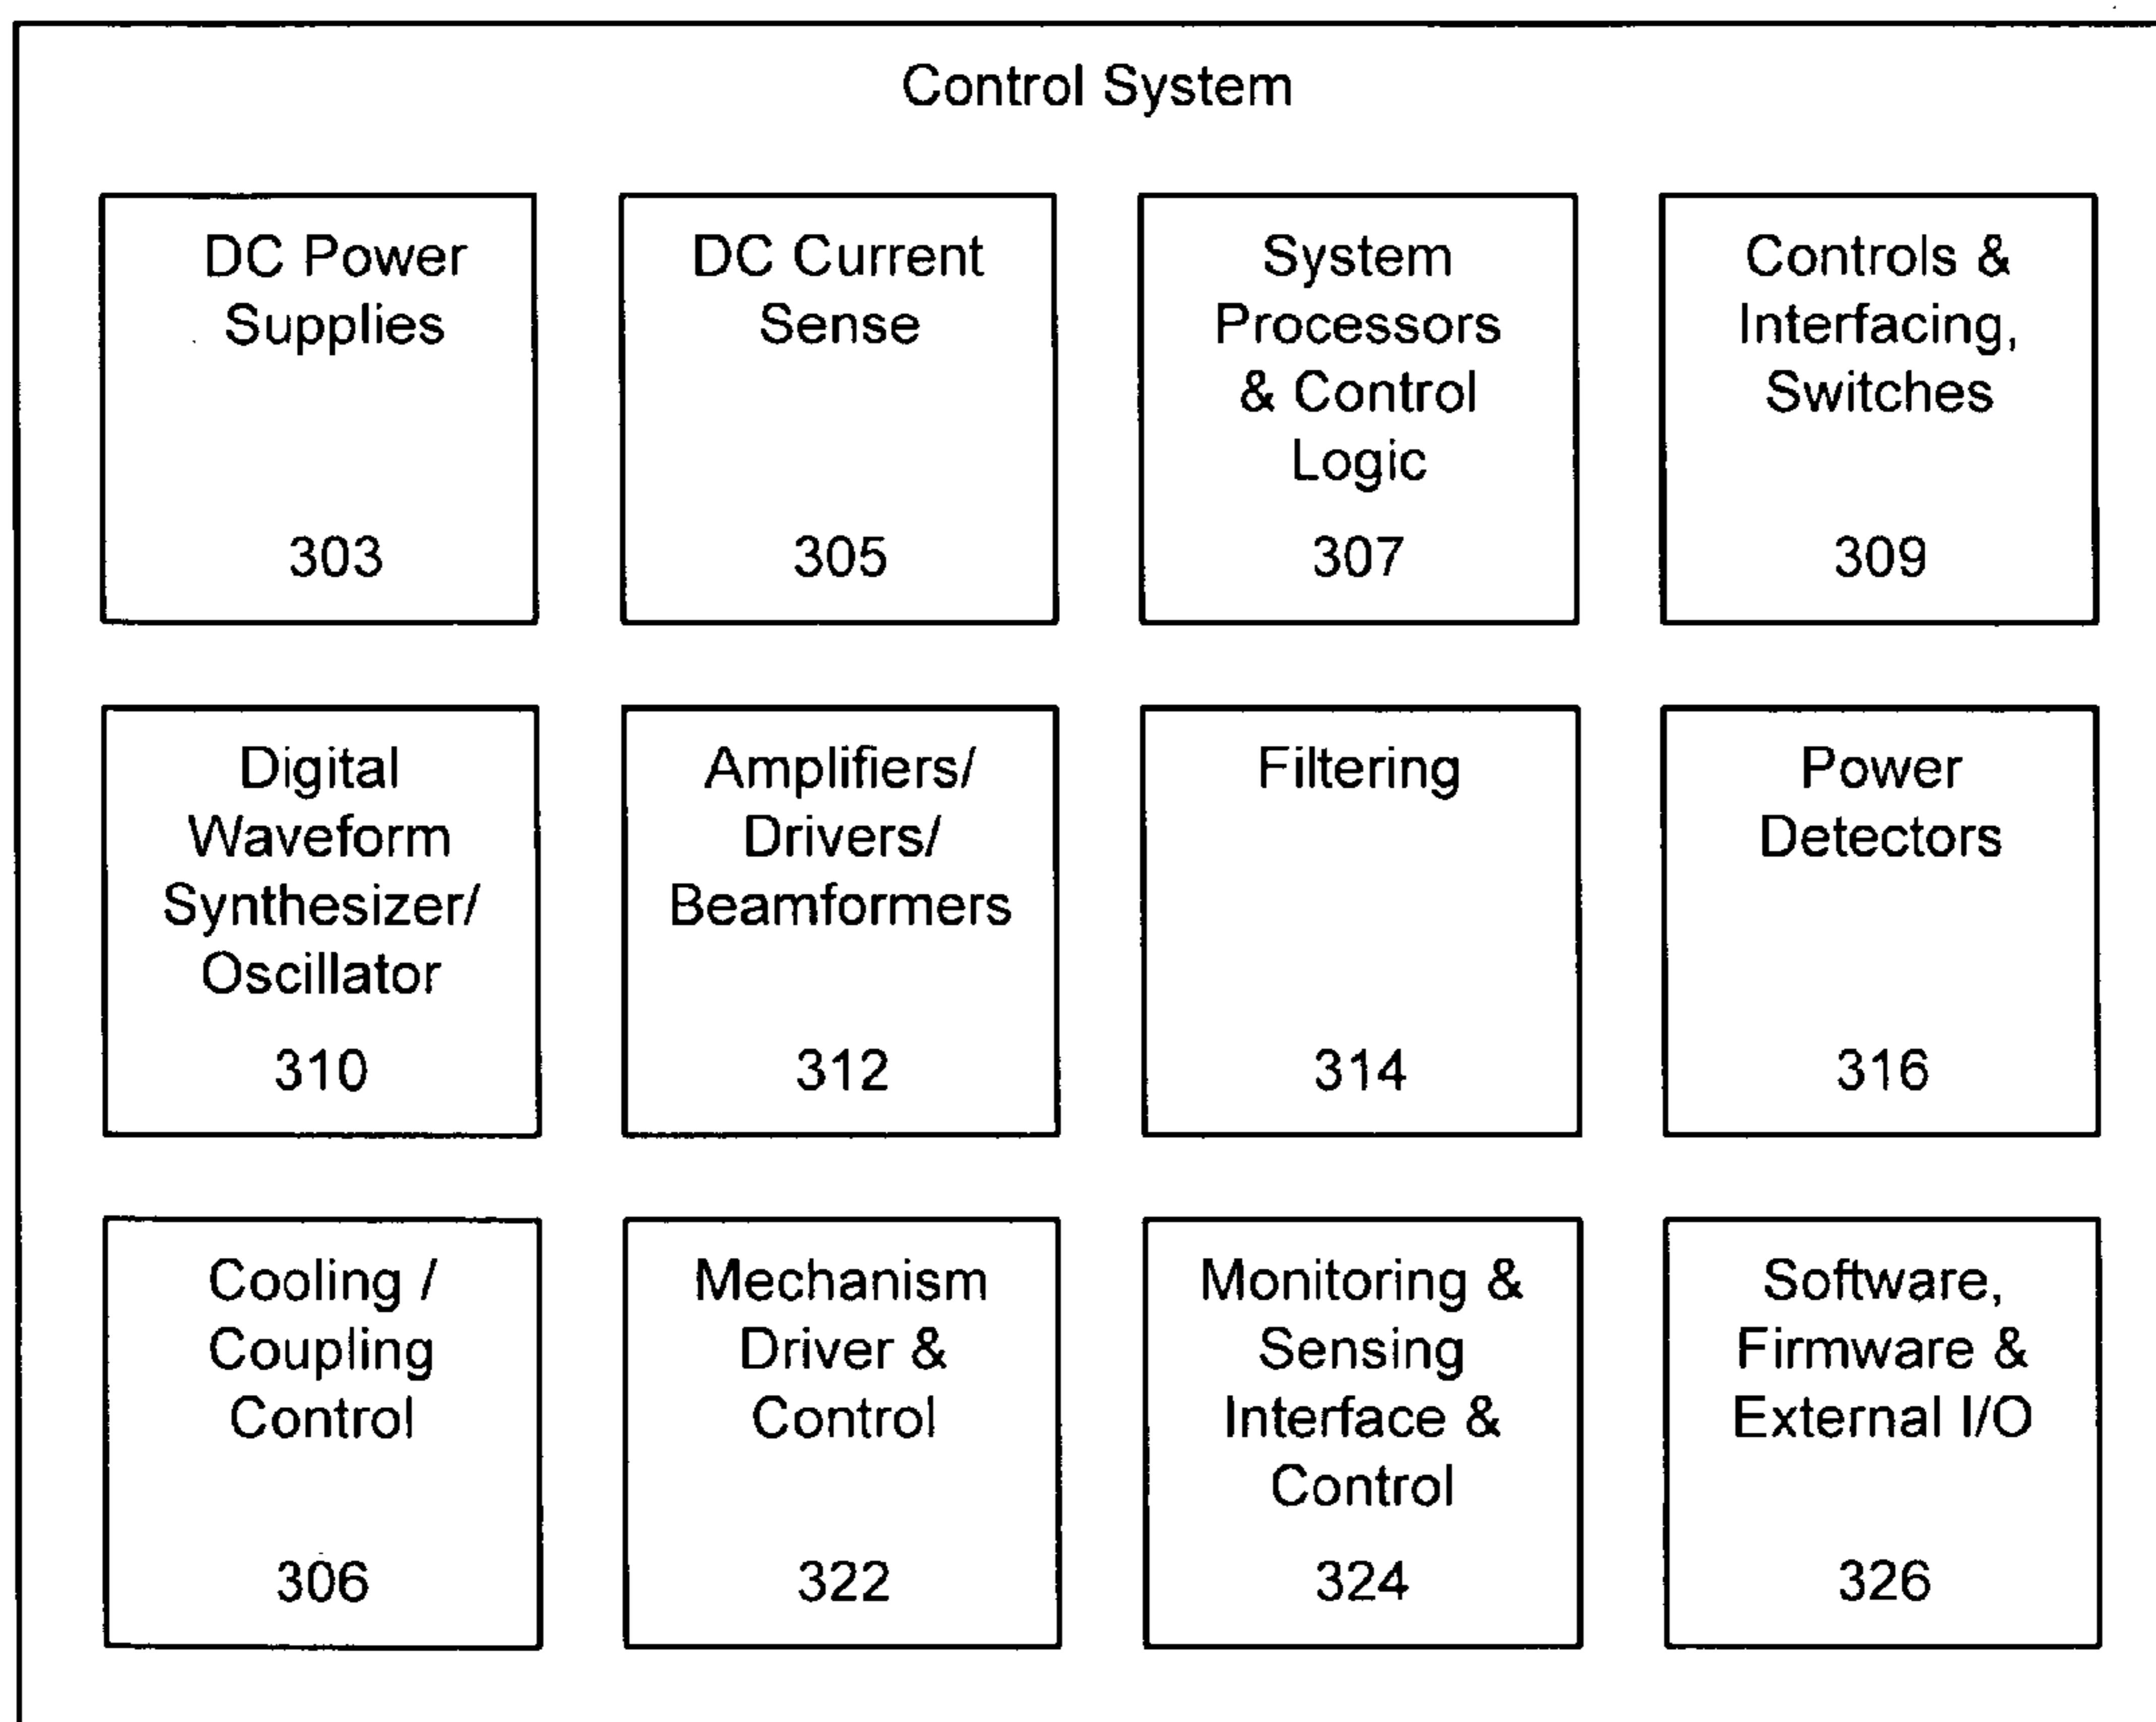 Control System
DC Power
Supplies
303
DC Current
Sense
305
System
Processors
& Control
Logic
307
Controls &
Interfacing,
Switches
309
Digital
Waveform
Synthesizer/
Oscillator
310
Amplifiers/
Drivers/
Beamformers
312
Filtering
314
Power
Detectors
316
Cooling /
Coupling
Control
306
Mechanism
Driver &
Control
322
Monitoring &
Sensing
Interface &
Control
324
Software,
Firmware &
External I/O
326